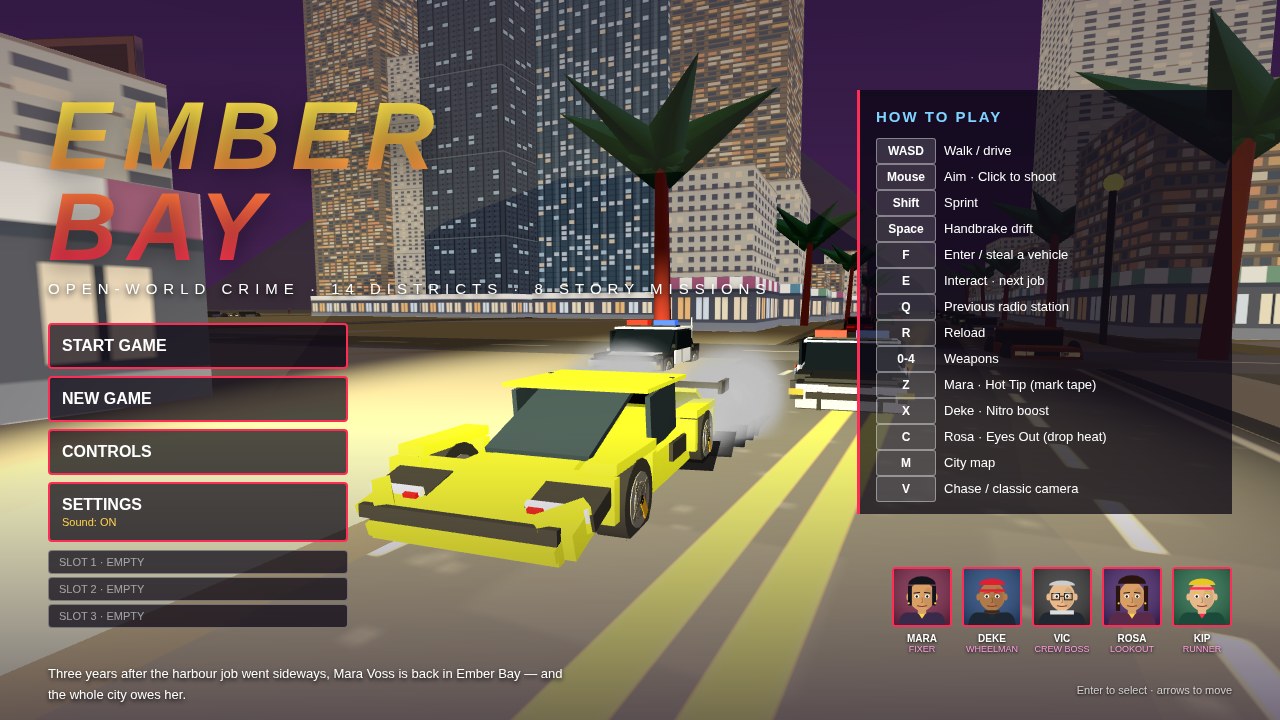 EMBER
BAY
OPEN-WORLD CRIME · 14 DISTRICTS · 8 STORY MISSIONS
START GAME
NEW GAME
CONTROLS
SETTINGS
Sound: ON
SLOT 1 · EMPTY
SLOT 2 · EMPTY
SLOT 3 · EMPTY
Three years after the harbour job went sideways, Mara Voss is back in Ember Bay — and
the whole city owes her.
HOW TO PLAY
WASD Walk / drive
Mouse Aim · Click to shoot
Shift Sprint
Space Handbrake drift
F Enter / steal a vehicle
E Interact · next job
Q Previous radio station
R Reload
0-4 Weapons
Z Mara · Hot Tip (mark tape)
X Deke · Nitro boost
C Rosa · Eyes Out (drop heat)
M City map
V Chase / classic camera
MARA DEKE VIC ROSA KIP
FIXER WHEELMAN CREW BOSS LOOKOUT RUNNER
Enter to select · arrows to move